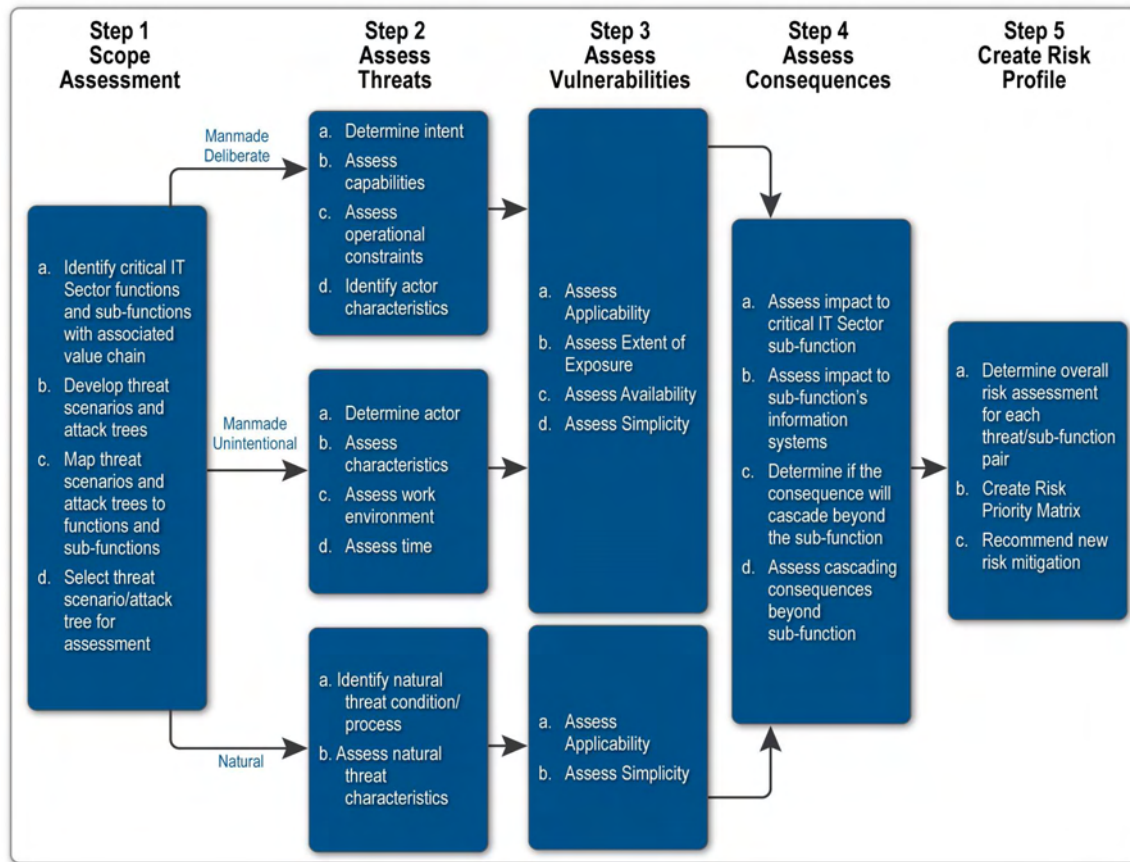 Step 1
Scope
Assessment
Step 2
Assess
Threats
Step 3
Assess
Vulnerabilities
Step 4
Assess
Consequences
Step 5
Create Risk
Profile
a. Identify critical IT
Sector functions
and sub-functions
with associated
value chain
b. Develop threat
scenarios and
attack trees
c. Map threat
scenarios and
attack trees to
functions and
sub-functions
d. Select threat
scenario/attack
tree for
assessment
Manmade
Deliberate
Manmade
Unintentional
Natural
a. Determine intent
b. Assess
capabilities
c. Assess
operational
constraints
d. Identify actor
characteristics
a. Determine actor
b. Assess
characteristics
c. Assess work
environment
d. Assess time
a. Identify natural
threat condition/
process
b. Assess natural
threat
characteristics
a. Assess
Applicability
b. Assess Extent of
Exposure
c. Assess Availability
d. Assess Simplicity
a. Assess
Applicability
b. Assess Simplicity
a. Assess impact to
critical IT Sector
sub-function
b. Assess impact to
sub-function's
information
systems
c. Determine if the
consequence will
cascade beyond
the sub-function
d. Assess cascading
consequences
beyond
sub-function
a. Determine overall
risk assessment
for each
threat/sub-function
pair
b. Create Risk
Priority Matrix
c. Recommend new
risk mitigation